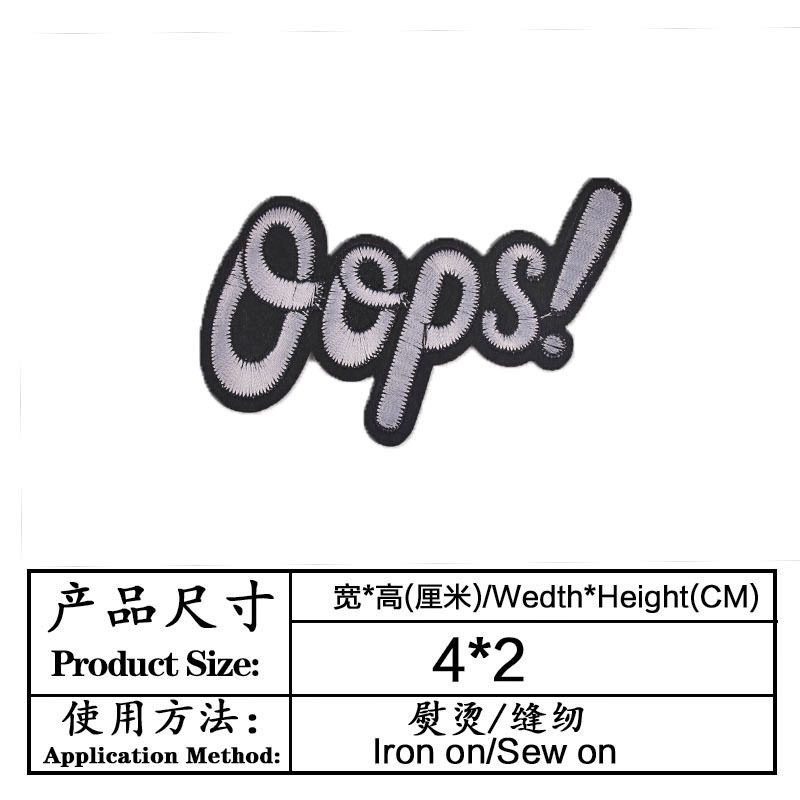 Oops!
产品尺寸
Product Size:
宽*高(厘米)/Wedth*Height(CM)
4*2
使用方法:
Application Method:
熨烫/缝纫
Iron on/Sew on